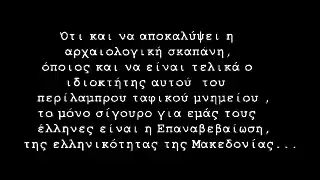 Ότι και να αποκαλύψει η
αρχαιολογική σκαπάνη,
όποιος και να είναι τελικά ο
ιδιοκτήτης αυτού του
περίλαμπρου ταφικού μνημείου ,
το μόνο σίγουρο για εμάς τους
έλληνες είναι η Επαναβεβαίωση,
της ελληνικότητας της Μακεδονίας...